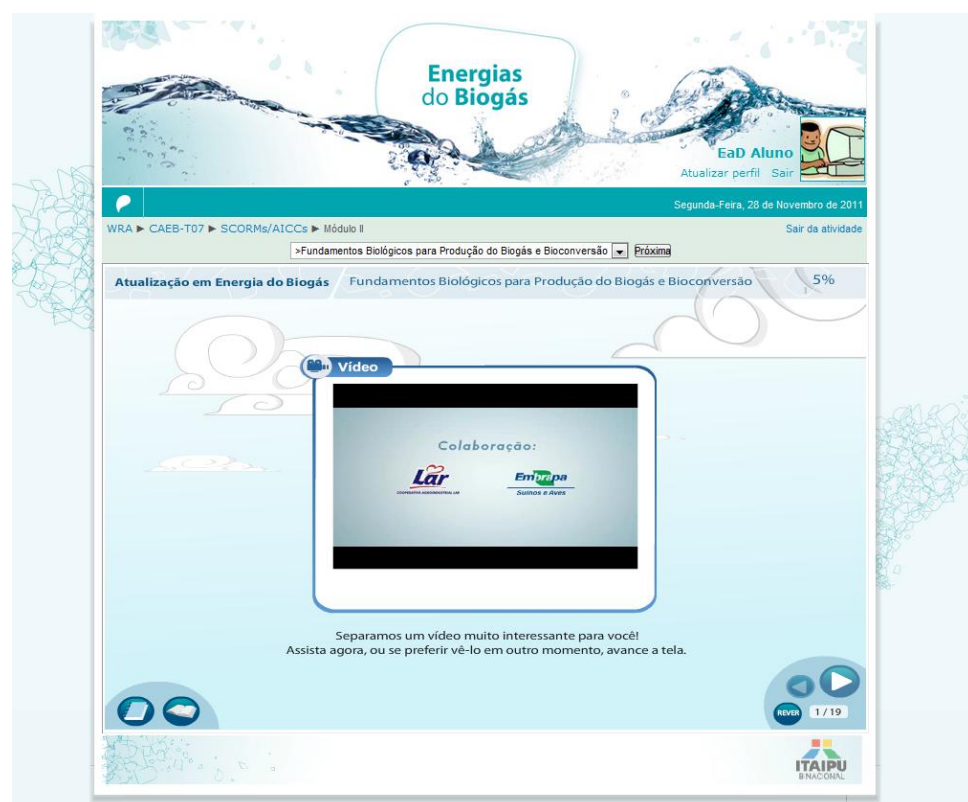 Energias
do Biogás
EaD Aluno
Atualizar perfil Sair
Segunda-Feira, 28 de Novembro de 2011
WRA ► CAEB-T07 ► SCORMs/AICCs ► Módulo II
Sair da atividade
>Fundamentos Biológicos para Produção do Biogás e Bioconversão Próxima
Atualização em Energia do Biogás Fundamentos Biológicos para Produção do Biogás e Bioconversão 5%
Vídeo
Colaboração:
Lar
COOPERATIVA AGROINDUSTRIAL LAR
Embrapa
Suínos e Aves
Separamos um vídeo muito interessante para você!
Assista agora, ou se preferir vê-lo em outro momento, avance a tela.
REVER 1 / 19
ITAIPU
BINACIONAL